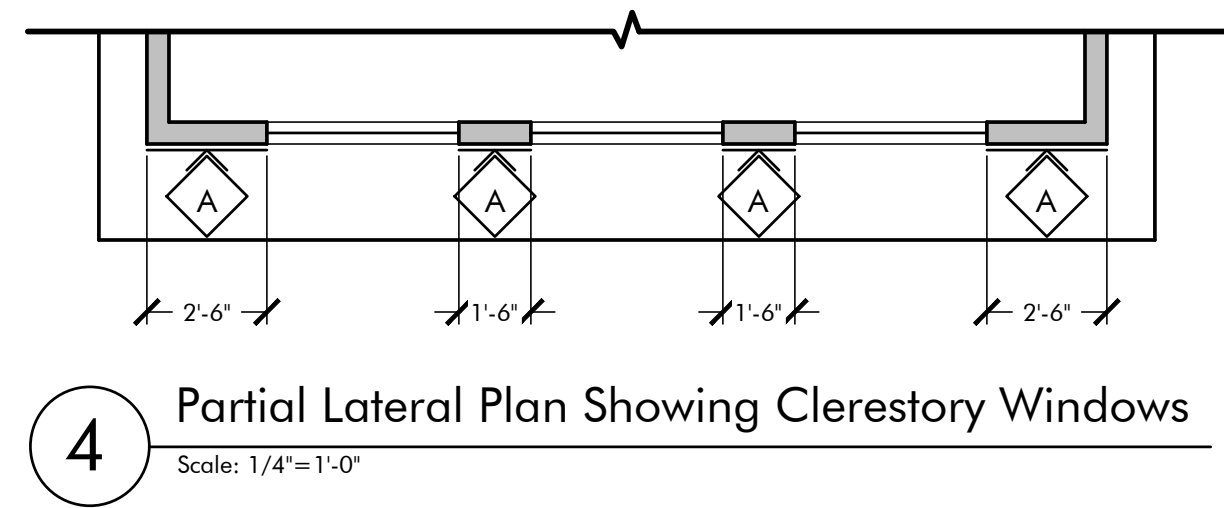 A A A A
2'-6" 1'-6" 1'-6" 2'-6"
4
Partial Lateral Plan Showing Clerestory Windows
Scale: 1/4"=1'-0"